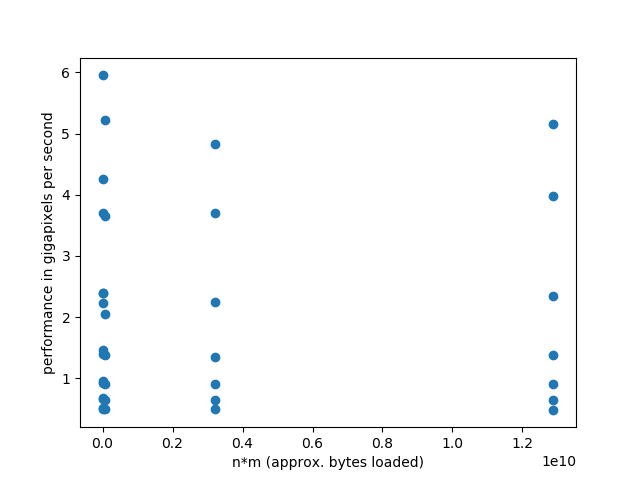 performance in gigapixels per second
6
5
4
3
2
1
0.0 0.2 0.4 0.6 0.8 1.0 1.2
1e10
n*m (approx. bytes loaded)